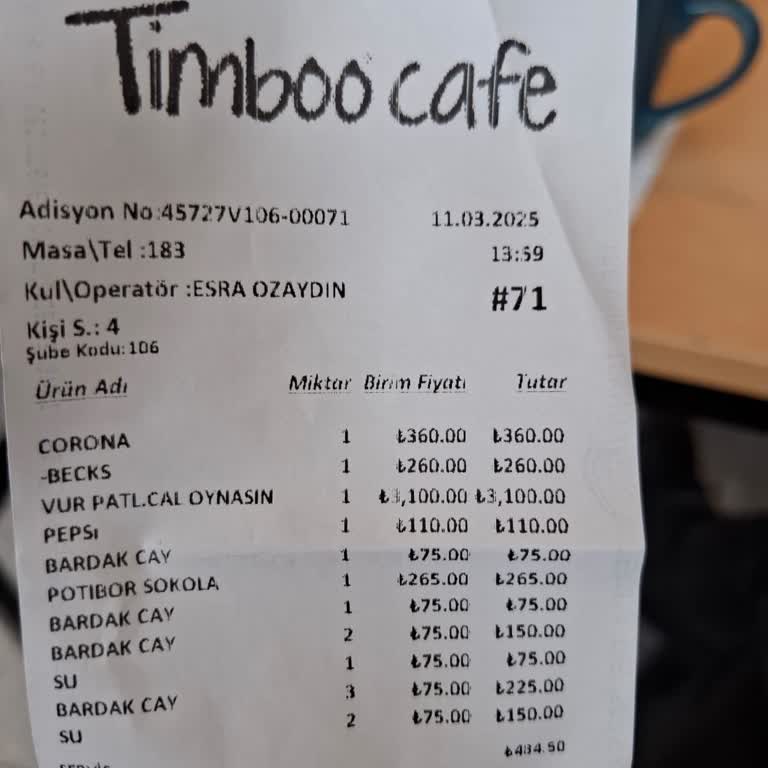 Timboo cafe
Adisyon No:45727V106-00071 11.03.2025
Masa\Tel :183 13:59
Kul\Operatör :ESRA OZAYDIN #71
Kişi S.: 4
Şube Kodu:106
Ürün Adı Miktar Birim Fiyatı Tutar
CORONA 1 ₺360.00 ₺360.00
-BECKS 1 ₺260.00 ₺260.00
VUR PATL.CAL OYNASIN 1 ₺3,100.00 ₺3,100.00
PEPSı 1 ₺110.00 ₺110.00
BARDAK CAY 1 ₺75.00 ₺75.00
POTIBOR SOKOLA 1 ₺265.00 ₺265.00
BARDAK CAY 1 ₺75.00 ₺75.00
BARDAK CAY 2 ₺75.00 ₺150.00
SU 1 ₺75.00 ₺75.00
BARDAK CAY 3 ₺75.00 ₺225.00
SU 2 ₺75.00 ₺150.00
₺484.50